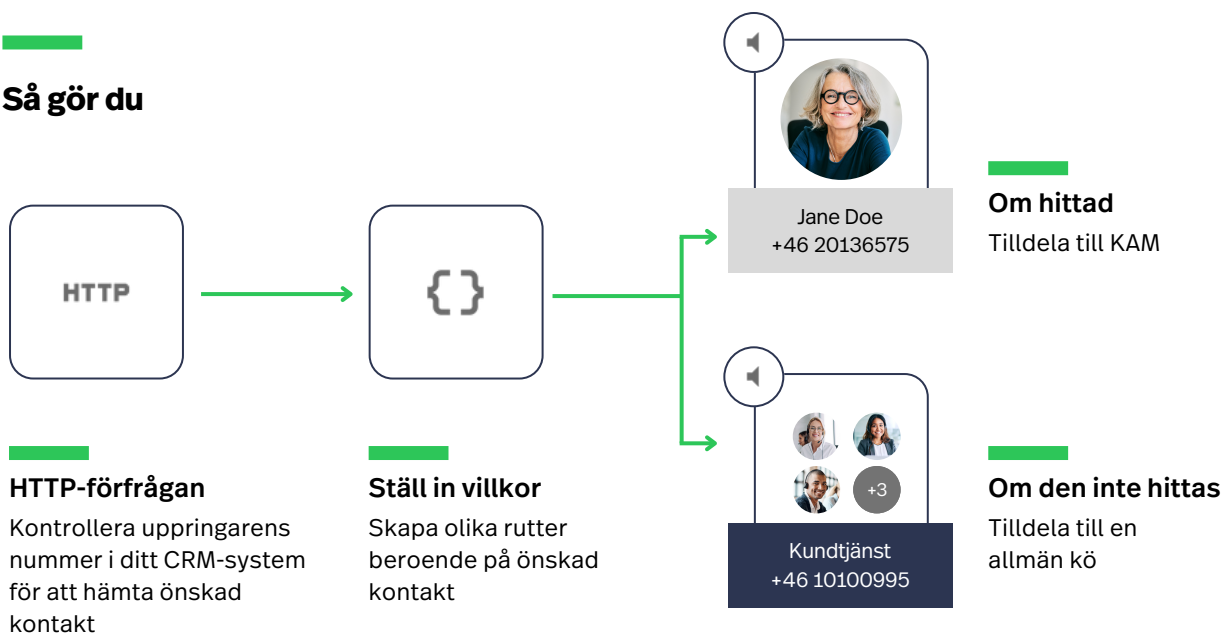 Så gör du
HTTP
{}
HTTP-förfrågan
Kontrollera uppringarens
nummer i ditt CRM-system
för att hämta önskad
kontakt
Ställ in villkor
Skapa olika rutter
beroende på önskad
kontakt
Jane Doe
+46 20136575
Om hittad
Tilldela till KAM
+3
Kundtjänst
+46 10100995
Om den inte hittas
Tilldela till en
allmän kö